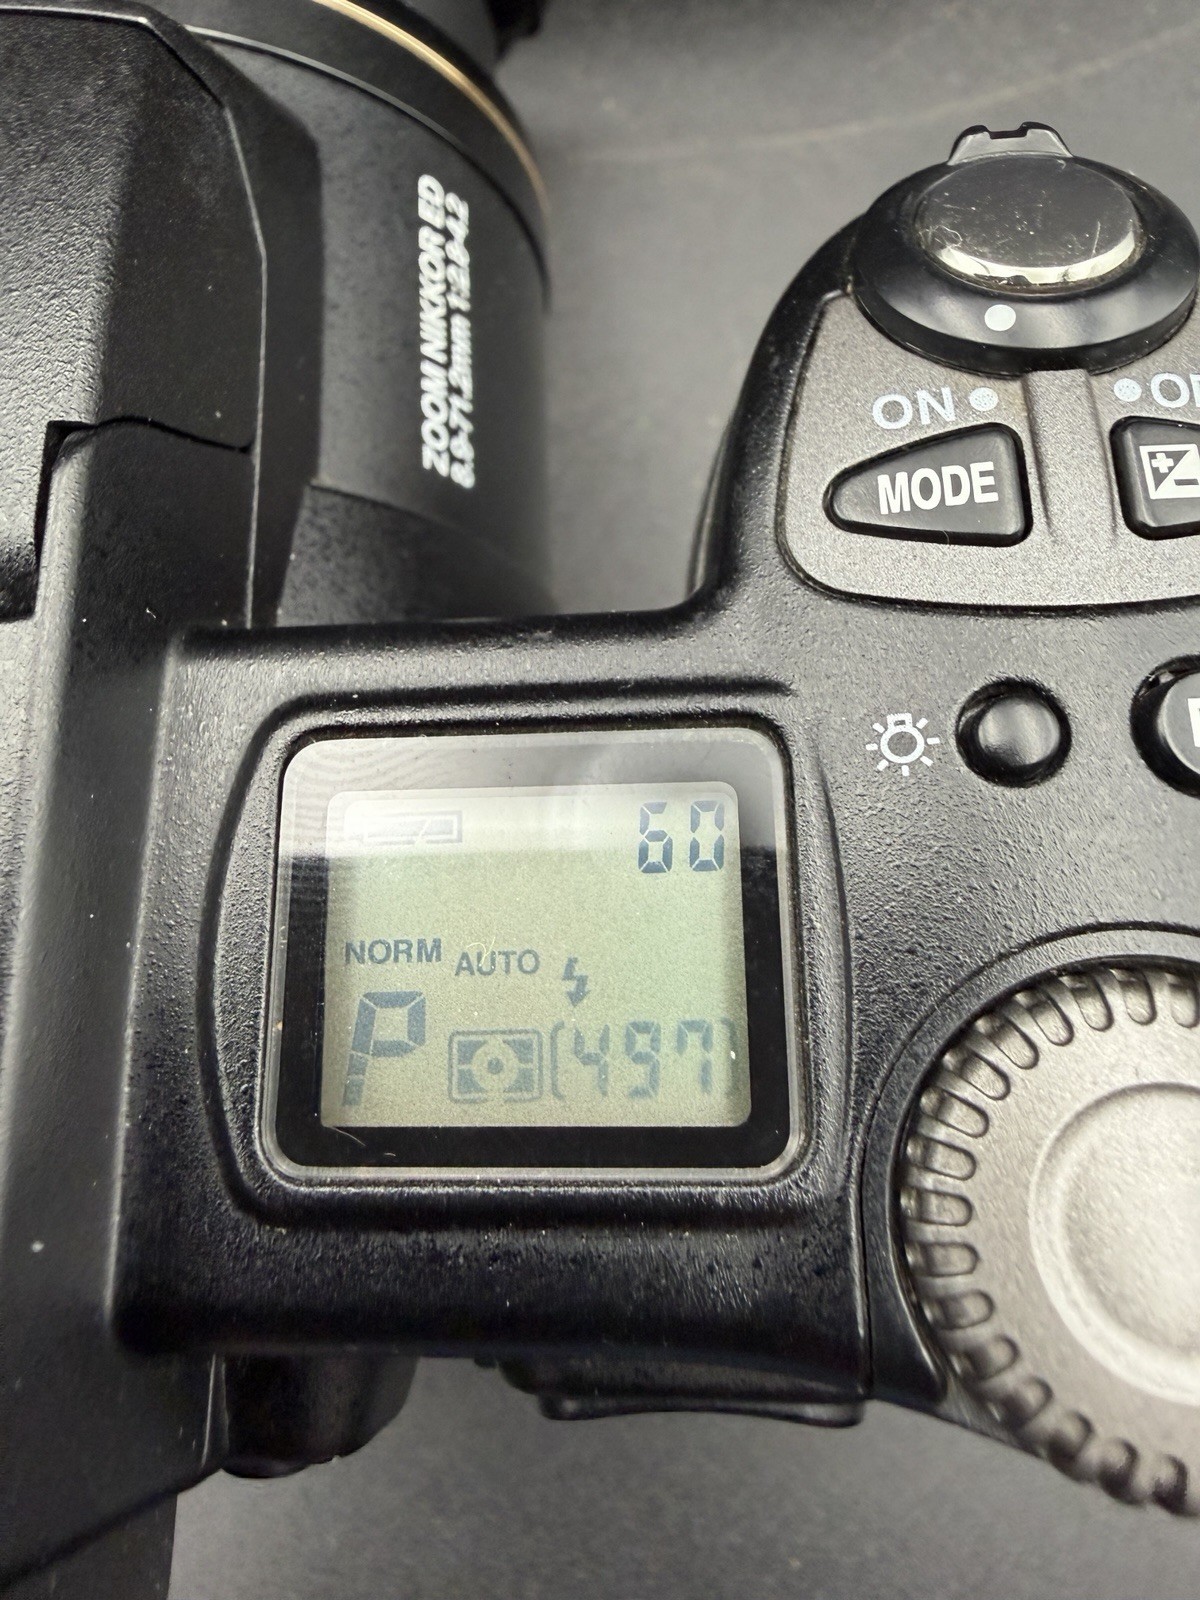 ZOOM NIKKOR ED
8.9-71.2mm 1:2.8-4.2
ON
MODE
60
NORM AUTO
P [497]